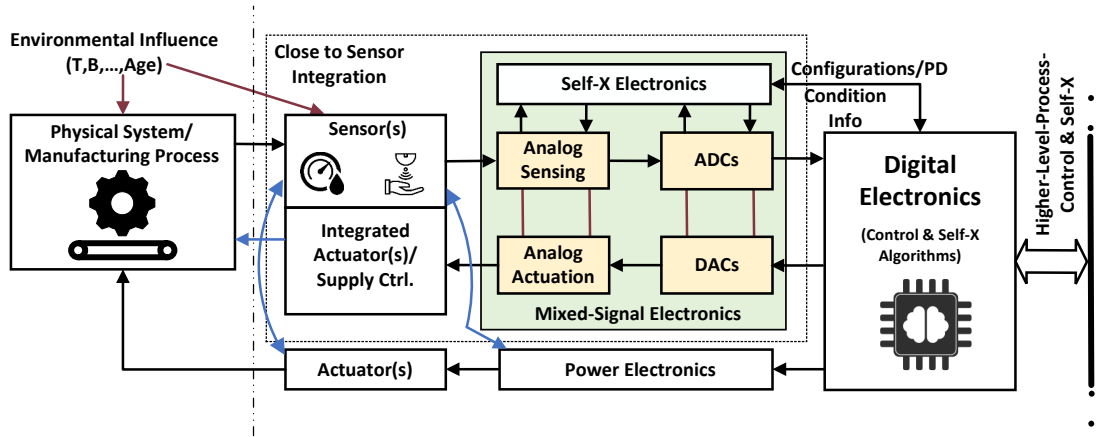 Environmental Influence
(T,B,...,Age)
Close to Sensor
Integration
Self-X Electronics
Configurations/PD
Condition
Info
Physical System/
Manufacturing Process
Sensor(s)
Analog
Sensing
ADCs
Digital
Electronics
(Control & Self-X
Algorithms)
Higher-Level-Process-
Control & Self-X
Integrated
Actuator(s)/
Supply Ctrl.
Analog
Actuation
DACs
Mixed-Signal Electronics
Actuator(s)
Power Electronics